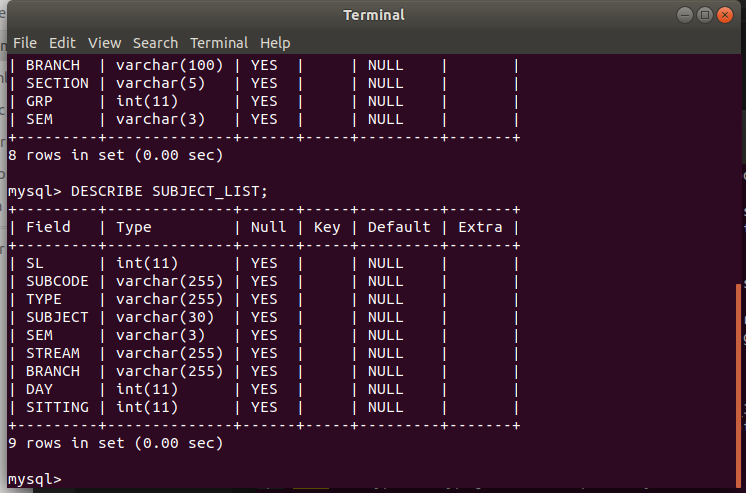 Terminal
File Edit View Search Terminal Help
| BRANCH  | varchar(100) | YES  |     | NULL    |       |
| SECTION | varchar(5)   | YES  |     | NULL    |       |
| GRP     | int(11)      | YES  |     | NULL    |       |
| SEM     | varchar(3)   | YES  |     | NULL    |       |
+---------+--------------+------+-----+---------+-------+
8 rows in set (0.00 sec)
mysql> DESCRIBE SUBJECT_LIST;
+---------+--------------+------+-----+---------+-------+
| Field   | Type         | Null | Key | Default | Extra |
+---------+--------------+------+-----+---------+-------+
| SL      | int(11)      | YES  |     | NULL    |       |
| SUBCODE | varchar(255) | YES  |     | NULL    |       |
| TYPE    | varchar(255) | YES  |     | NULL    |       |
| SUBJECT | varchar(30)  | YES  |     | NULL    |       |
| SEM     | varchar(3)   | YES  |     | NULL    |       |
| STREAM  | varchar(255) | YES  |     | NULL    |       |
| BRANCH  | varchar(255) | YES  |     | NULL    |       |
| DAY     | int(11)      | YES  |     | NULL    |       |
| SITTING | int(11)      | YES  |     | NULL    |       |
+---------+--------------+------+-----+---------+-------+
9 rows in set (0.00 sec)
mysql>